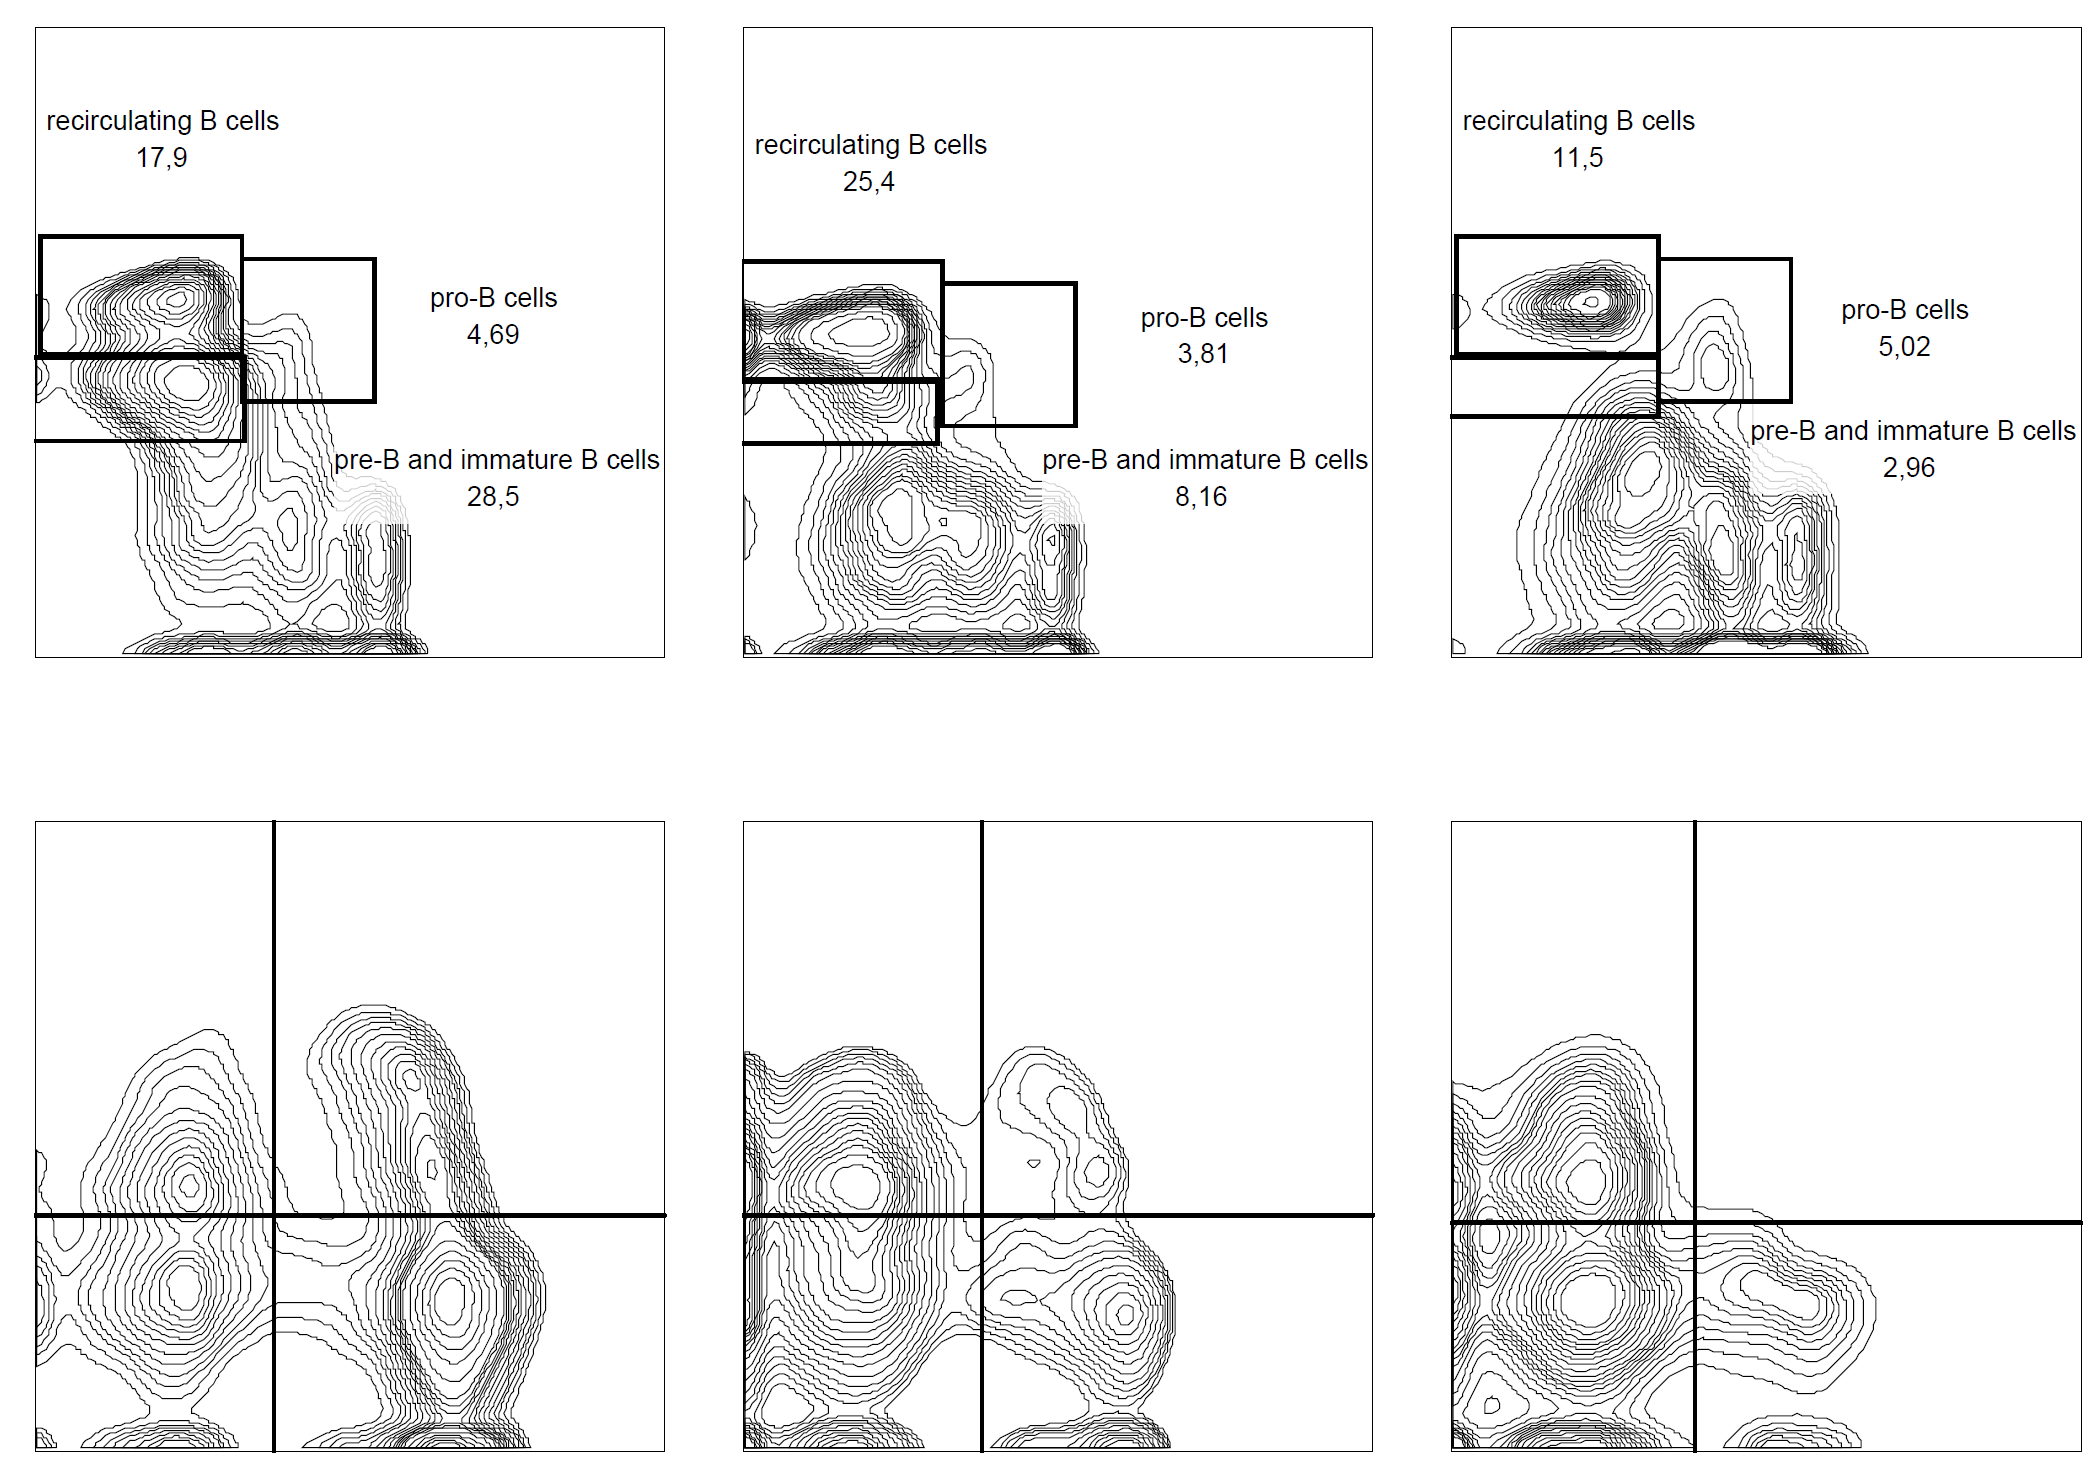 recirculating B cells
17,9
pro-B cells
4,69
pre-B and immature B cells
28,5
recirculating B cells
25,4
pro-B cells
3,81
pre-B and immature B cells
8,16
recirculating B cells
11,5
pro-B cells
5,02
pre-B and immature B cells
2,96